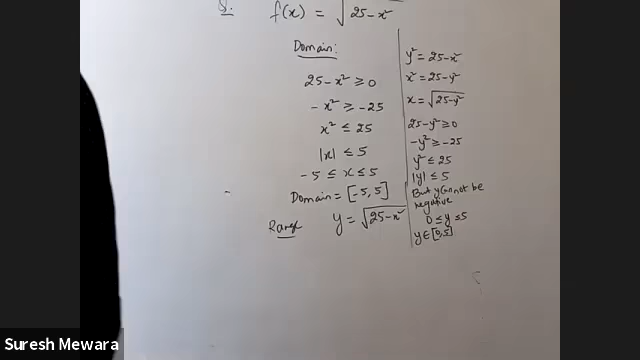 Q. f(x) = √25-x²
Domain:
25-x² ≥ 0
-x² ≥ -25
x² ≤ 25
|x| ≤ 5
-5 ≤ x ≤ 5
Domain = [-5, 5]
Range y = √25-x²
y² = 25-x²
x² = 25-y²
x = √25-y²
25-y² ≥ 0
-y² ≥ -25
y² ≤ 25
|y| ≤ 5
But y cannot be
negative
0 ≤ y ≤ 5
y ∈ [0,5]
Suresh Mewara